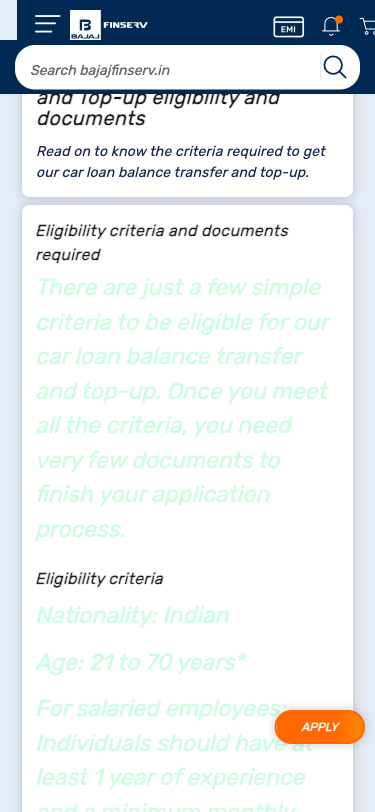 BAJAJ
FINSERV
EMI
Search bajajfinserv.in
and Top-up eligibility and
documents
Read on to know the criteria required to get
our car loan balance transfer and top-up.
Eligibility criteria and documents
required
There are just a few simple
criteria to be eligible for our
car loan balance transfer
and top-up. Once you meet
all the criteria, you need
very few documents to
finish your application
process.
Eligibility criteria
Nationality: Indian
Age: 21 to 70 years*
For salaried employees:
APPLY
Individuals should have at
least 1 year of experience
and a minimum monthly